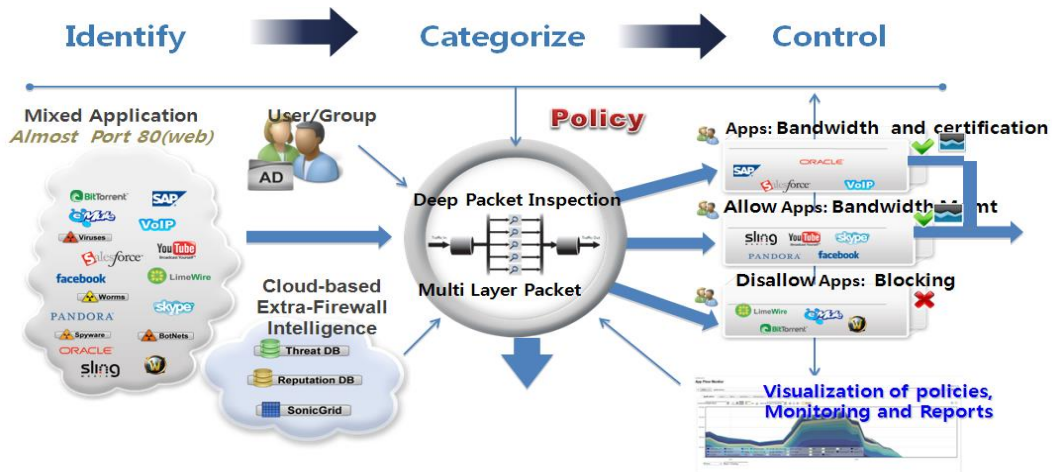 Identify
Categorize
Control
Mixed Application
Almost Port 80(web)
User/Group
AD
Policy
BitTorrent
SAP
VOIP
Viruses
Salesforce
YouTube
facebook
LimeWire
Worms
PANDORA
skype
Spyware
BotNets
ORACLE
sling
Cloud-based
Extra-Firewall
Intelligence
Threat DB
Reputation DB
SonicGrid
Deep Packet Inspection
Multi Layer Packet
Apps: Bandwidth and certification
SAP
ORACLE
Salesforce
VOIP
Allow Apps: Bandwidth Mgmt
sling
YouTube
skype
PANDORA
facebook
Disallow Apps: Blocking
LimeWire
BitTorrent
Visualization of policies,
Monitoring and Reports